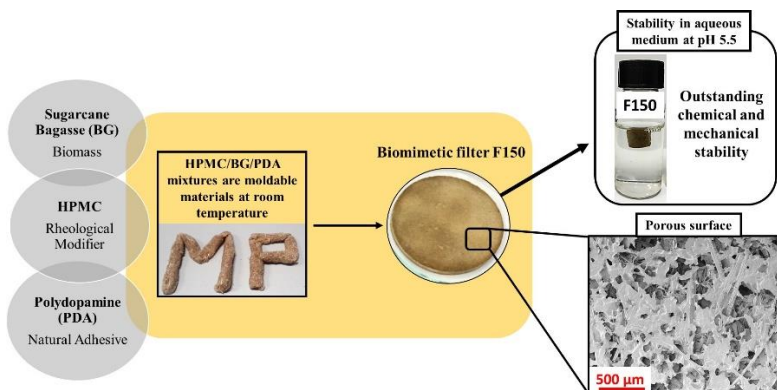 Sugarcane
Bagasse (BG)
Biomass
HPMC
Rheological
Modifier
Polydopamine
(PDA)
Natural Adhesive
HPMC/BG/PDA
mixtures are moldable
materials at room
temperature
MP
Biomimetic filter F150
Stability in aqueous
medium at pH 5.5
F150
Outstanding
chemical and
mechanical
stability
Porous surface
500 µm